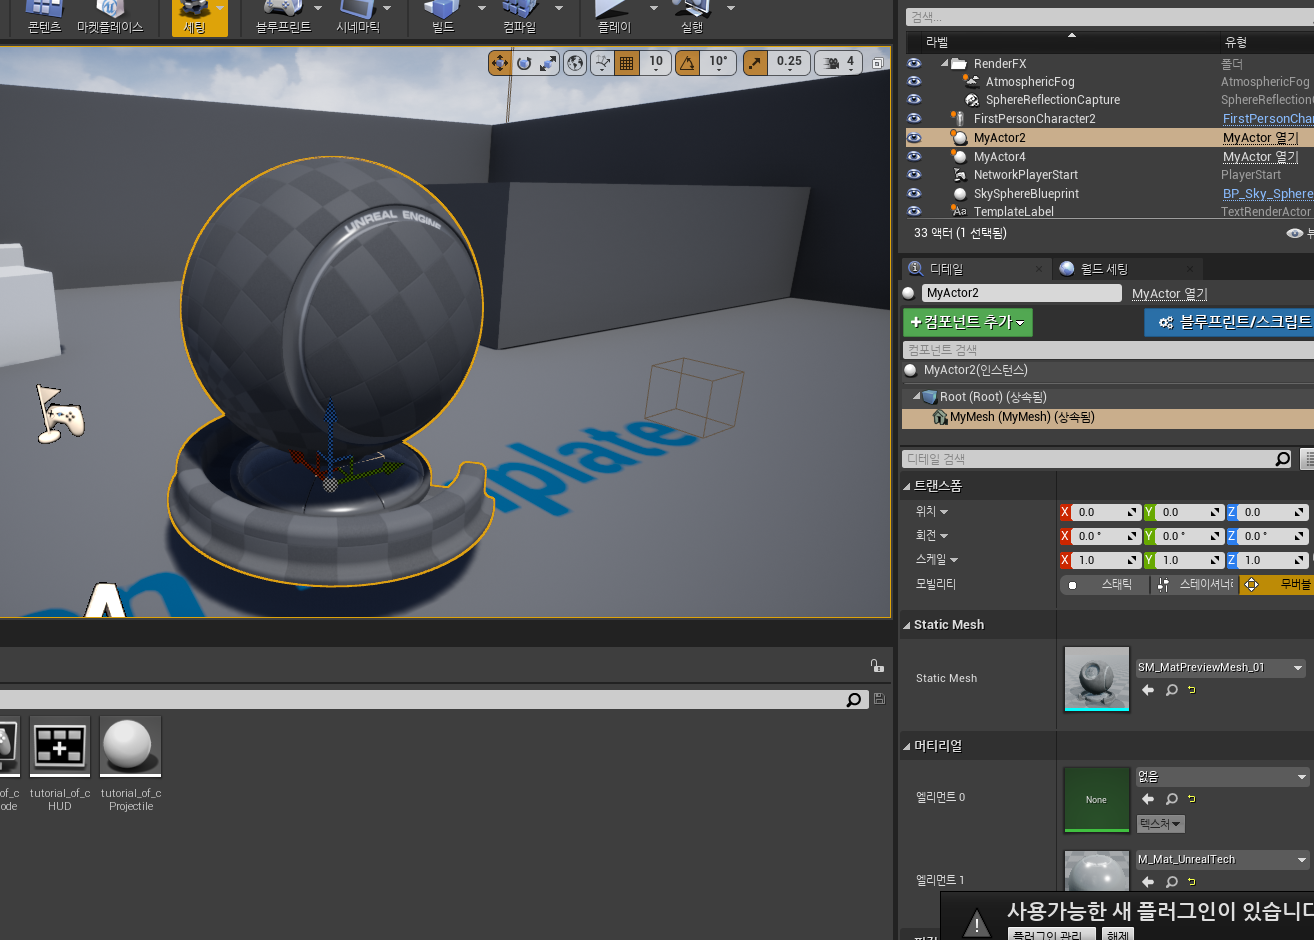 콘텐츠 마켓플레이스 세팅 블루프린트 시네마틱 빌드 컴파일 플레이 실행
10 10° 0.25 4
UNREAL ENGINE
검색...
라벨 유형
RenderFX 폴더
AtmosphericFog AtmosphericFog
SphereReflectionCapture SphereReflection
FirstPersonCharacter2 FirstPersonChar
MyActor2 MyActor 열기
MyActor4 MyActor 열기
NetworkPlayerStart PlayerStart
SkySphereBlueprint BP_Sky_Sphere
TemplateLabel TextRenderActor
33 액터 (1 선택됨)
디테일 월드 세팅
MyActor2 MyActor 열기
+컴포넌트 추가 블루프린트/스크립트
컴포넌트 검색
MyActor2(인스턴스)
Root (Root) (상속됨)
MyMesh (MyMesh) (상속됨)
디테일 검색
트랜스폼
위치 X 0.0 Y 0.0 Z 0.0
회전 X 0.0 ° Y 0.0 ° Z 0.0 °
스케일 X 1.0 Y 1.0 Z 1.0
모빌리티 스태틱 스테이셔너리 무버블
Static Mesh
Static Mesh SM_MatPreviewMesh_01
머티리얼
엘리먼트 0 None 없음
텍스처
엘리먼트 1 M_Mat_UnrealTech
사용가능한 새 플러그인이 있습니다
플러그인 관리 해제
mplate
tutorial_of_c
HUD
tutorial_of_c
Projectile